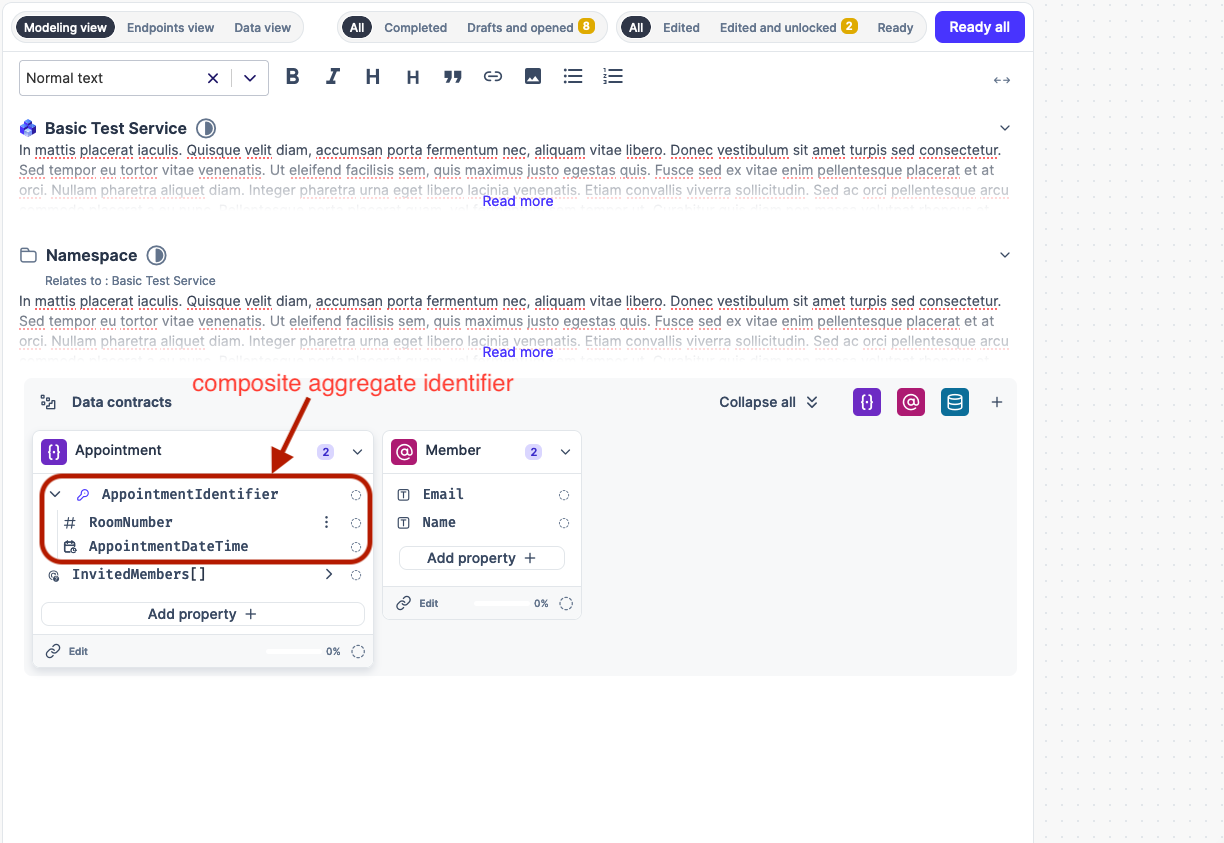 Modeling view Endpoints view Data view All Completed Drafts and opened 8 All Edited Edited and unlocked 2 Ready Ready all
Normal text B I H H
Basic Test Service
In mattis placerat iaculis. Quisque velit diam, accumsan porta fermentum nec, aliquam vitae libero. Donec vestibulum sit amet turpis sed consectetur.
Sed tempor eu tortor vitae venenatis. Ut eleifend facilisis sem, quis maximus justo egestas quis. Fusce sed ex vitae enim pellentesque placerat et at
orci. Nullam pharetra aliquet diam. Integer pharetra urna eget libero lacinia venenatis. Etiam convallis viverra sollicitudin. Sed ac orci pellentesque arcu
Read more
Namespace
Relates to : Basic Test Service
In mattis placerat iaculis. Quisque velit diam, accumsan porta fermentum nec, aliquam vitae libero. Donec vestibulum sit amet turpis sed consectetur.
Sed tempor eu tortor vitae venenatis. Ut eleifend facilisis sem, quis maximus justo egestas quis. Fusce sed ex vitae enim pellentesque placerat et at
orci. Nullam pharetra aliquet diam. Integer pharetra urna eget libero lacinia venenatis. Etiam convallis viverra sollicitudin. Sed ac orci pellentesque arcu
Read more
composite aggregate identifier
Data contracts Collapse all
Appointment 2
AppointmentIdentifier
RoomNumber
AppointmentDateTime
InvitedMembers[]
Add property +
Edit 0%
Member 2
Email
Name
Add property +
Edit 0%